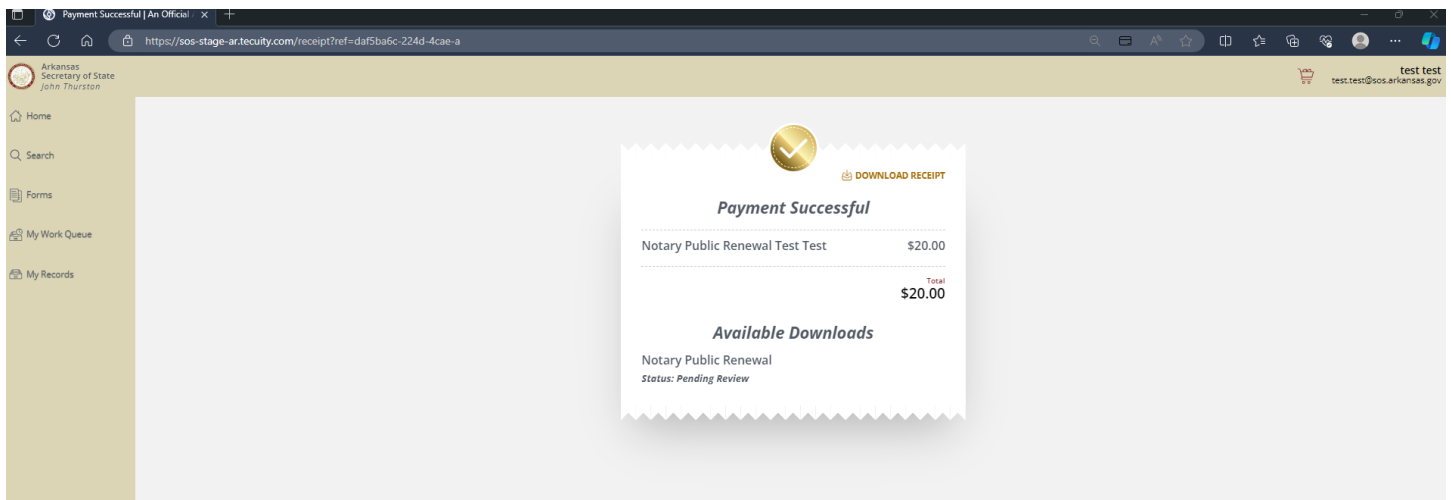 Payment Successful | An Official
https://sos-stage-ar.tecuity.com/receipt?ref=daf5ba6c-224d-4cae-a
Arkansas
Secretary of State
John Thurston
test test
test.test@sos.arkansas.gov
Home
Search
Forms
My Work Queue
My Records
DOWNLOAD RECEIPT
Payment Successful
Notary Public Renewal Test Test $20.00
Total
$20.00
Available Downloads
Notary Public Renewal
Status: Pending Review